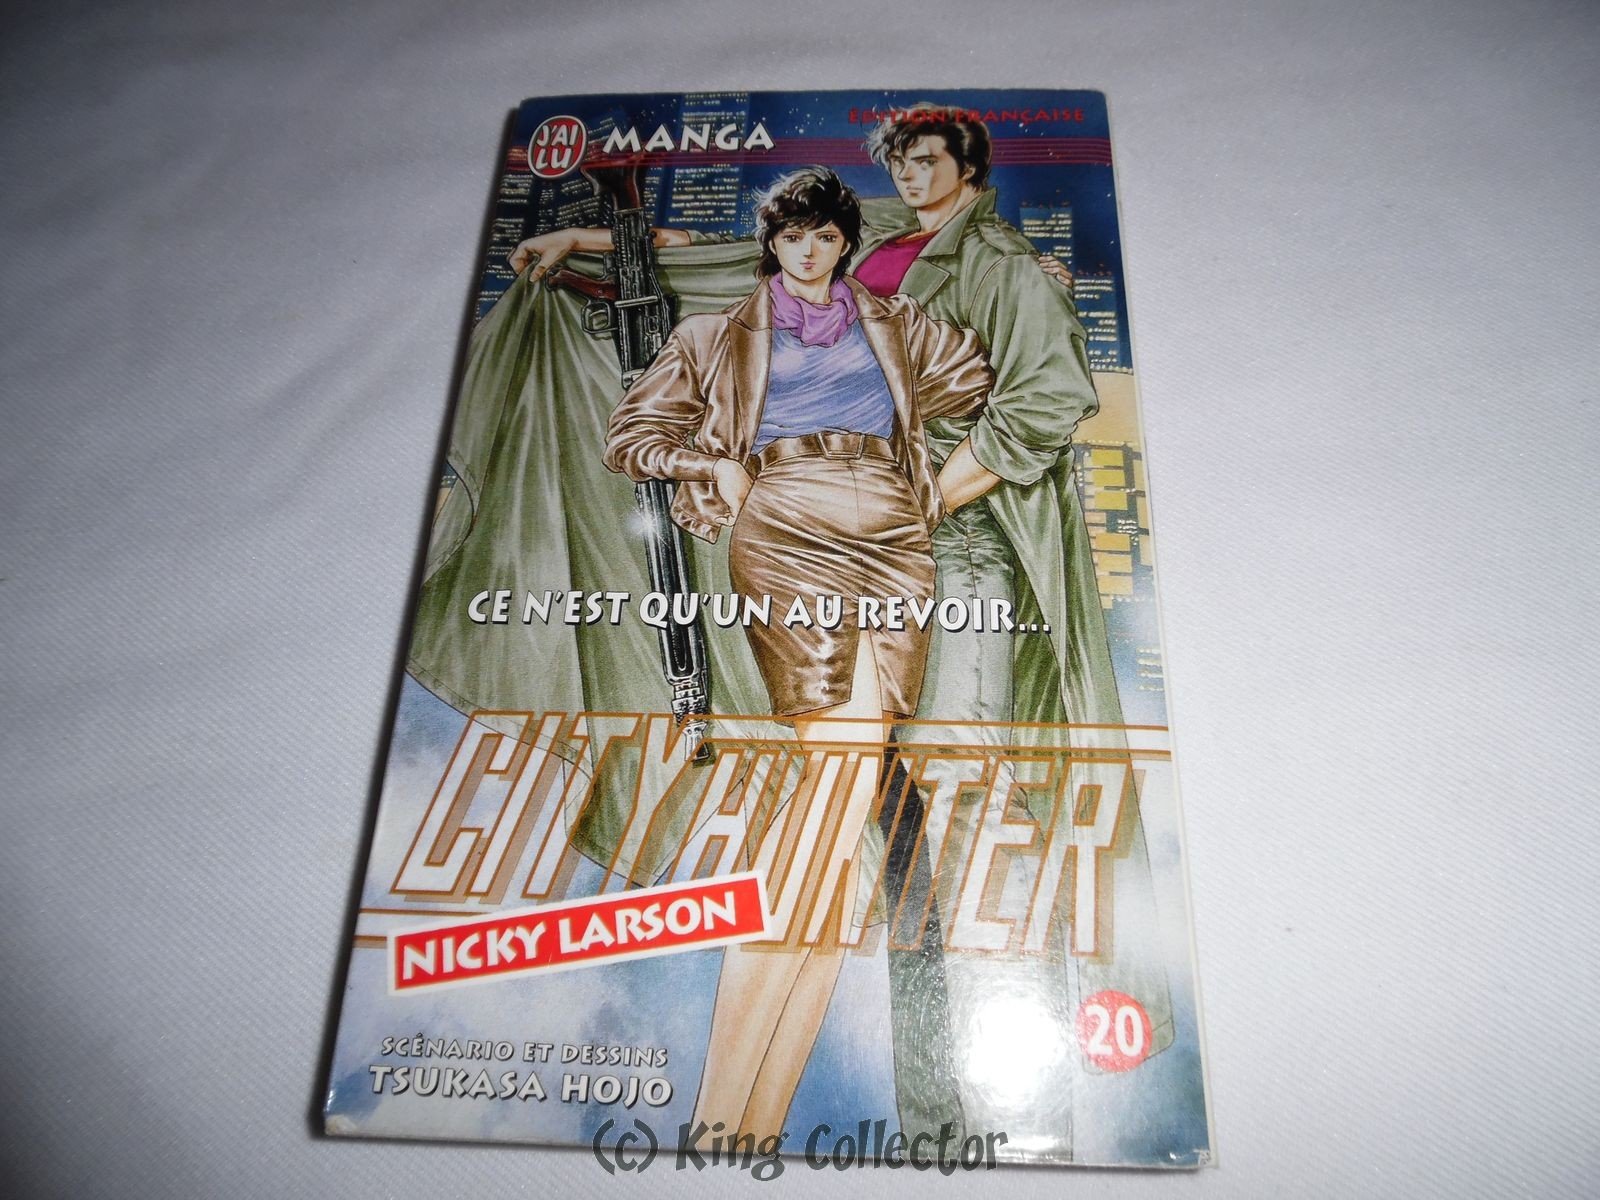 J'AI
LU
MANGA
ÉDITION FRANÇAISE
CE N'EST QU'UN AU REVOIR...
CITY HUNTER
NICKY LARSON
20
SCÉNARIO ET DESSINS
TSUKASA HOJO
(c) King Collector